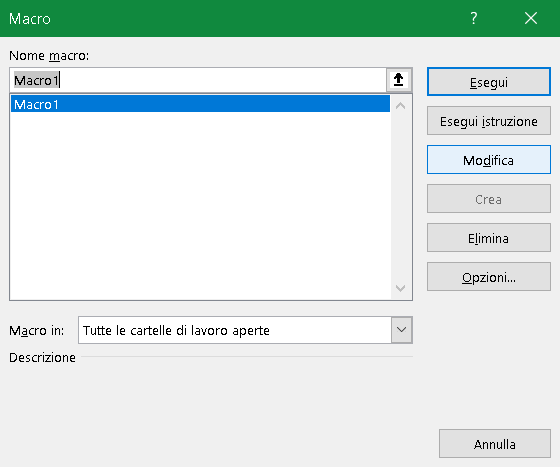 Macro
Nome macro:
Macro1
Macro1
Esegui
Esegui istruzione
Modifica
Crea
Elimina
Opzioni...
Macro in:
Tutte le cartelle di lavoro aperte
Descrizione
Annulla